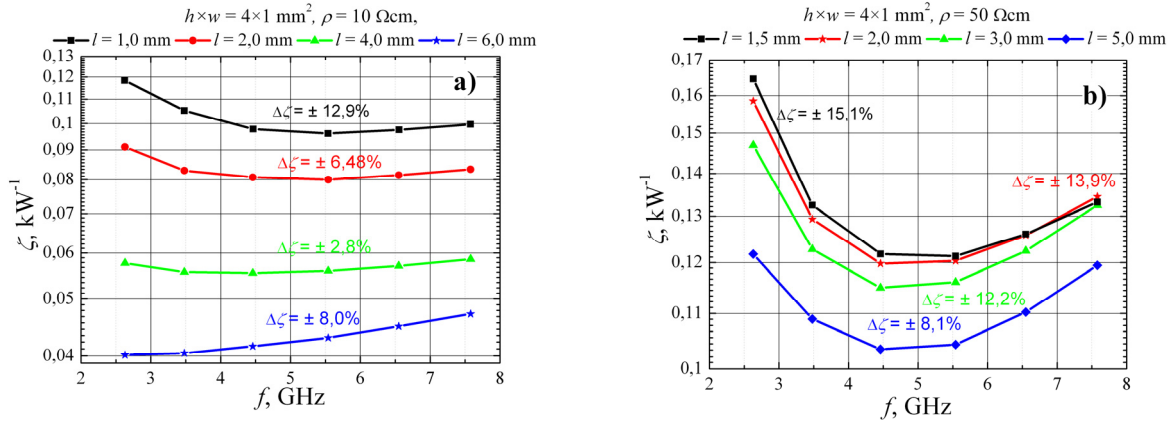 h×w = 4×1 mm², ρ = 10 Ωcm,
l = 1,0 mm l = 2,0 mm l = 4,0 mm l = 6,0 mm
a)
0,13
0,12
0,11
0,1
0,09
0,08
0,07
0,06
0,05
0,04
ζ, kW⁻¹
Δζ = ± 12,9%
Δζ = ± 6,48%
Δζ = ± 2,8%
Δζ = ± 8,0%
2 3 4 5 6 7 8
f, GHz
h×w = 4×1 mm², ρ = 50 Ωcm
l = 1,5 mm l = 2,0 mm l = 3,0 mm l = 5,0 mm
b)
0,17
0,16
0,15
0,14
0,13
0,12
0,11
0,1
ζ, kW⁻¹
Δζ = ± 15,1%
Δζ = ± 13,9%
Δζ = ± 12,2%
Δζ = ± 8,1%
2 3 4 5 6 7 8
f, GHz